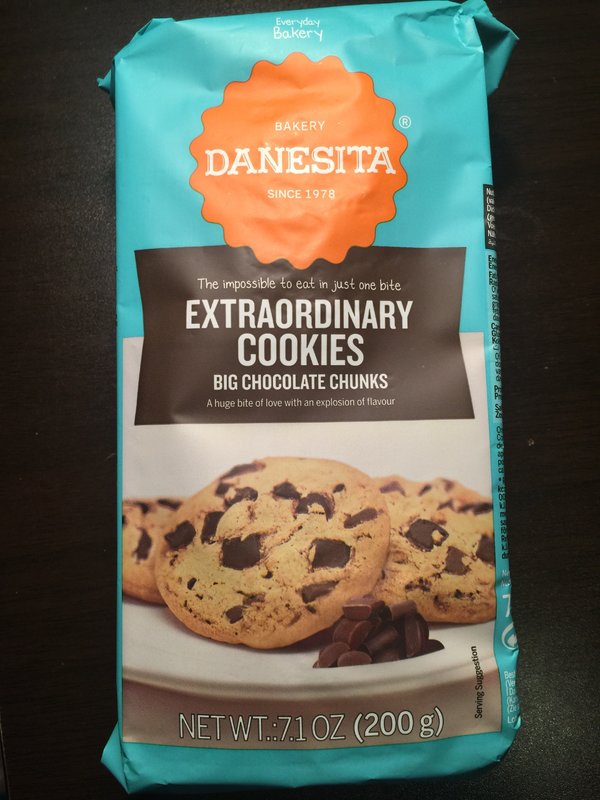 Everyday
Bakery
BAKERY
DANESITA
®
SINCE 1978
The impossible to eat in just one bite
EXTRAORDINARY
COOKIES
BIG CHOCOLATE CHUNKS
A huge bite of love with an explosion of flavour
Serving Suggestion
NET WT.:7.1 OZ (200 g)